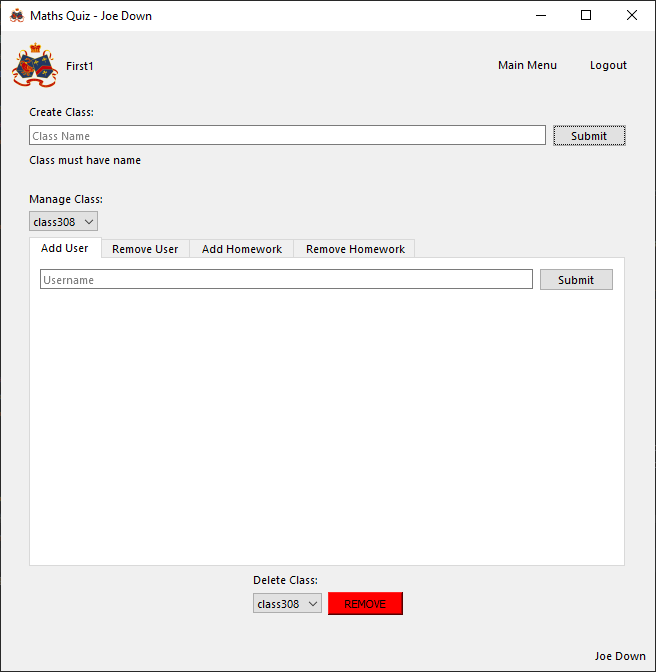 Maths Quiz - Joe Down
First1
Main Menu
Logout
Create Class:
Class Name
Submit
Class must have name
Manage Class:
class308
Add User
Remove User
Add Homework
Remove Homework
Username
Submit
Delete Class:
class308
REMOVE
Joe Down